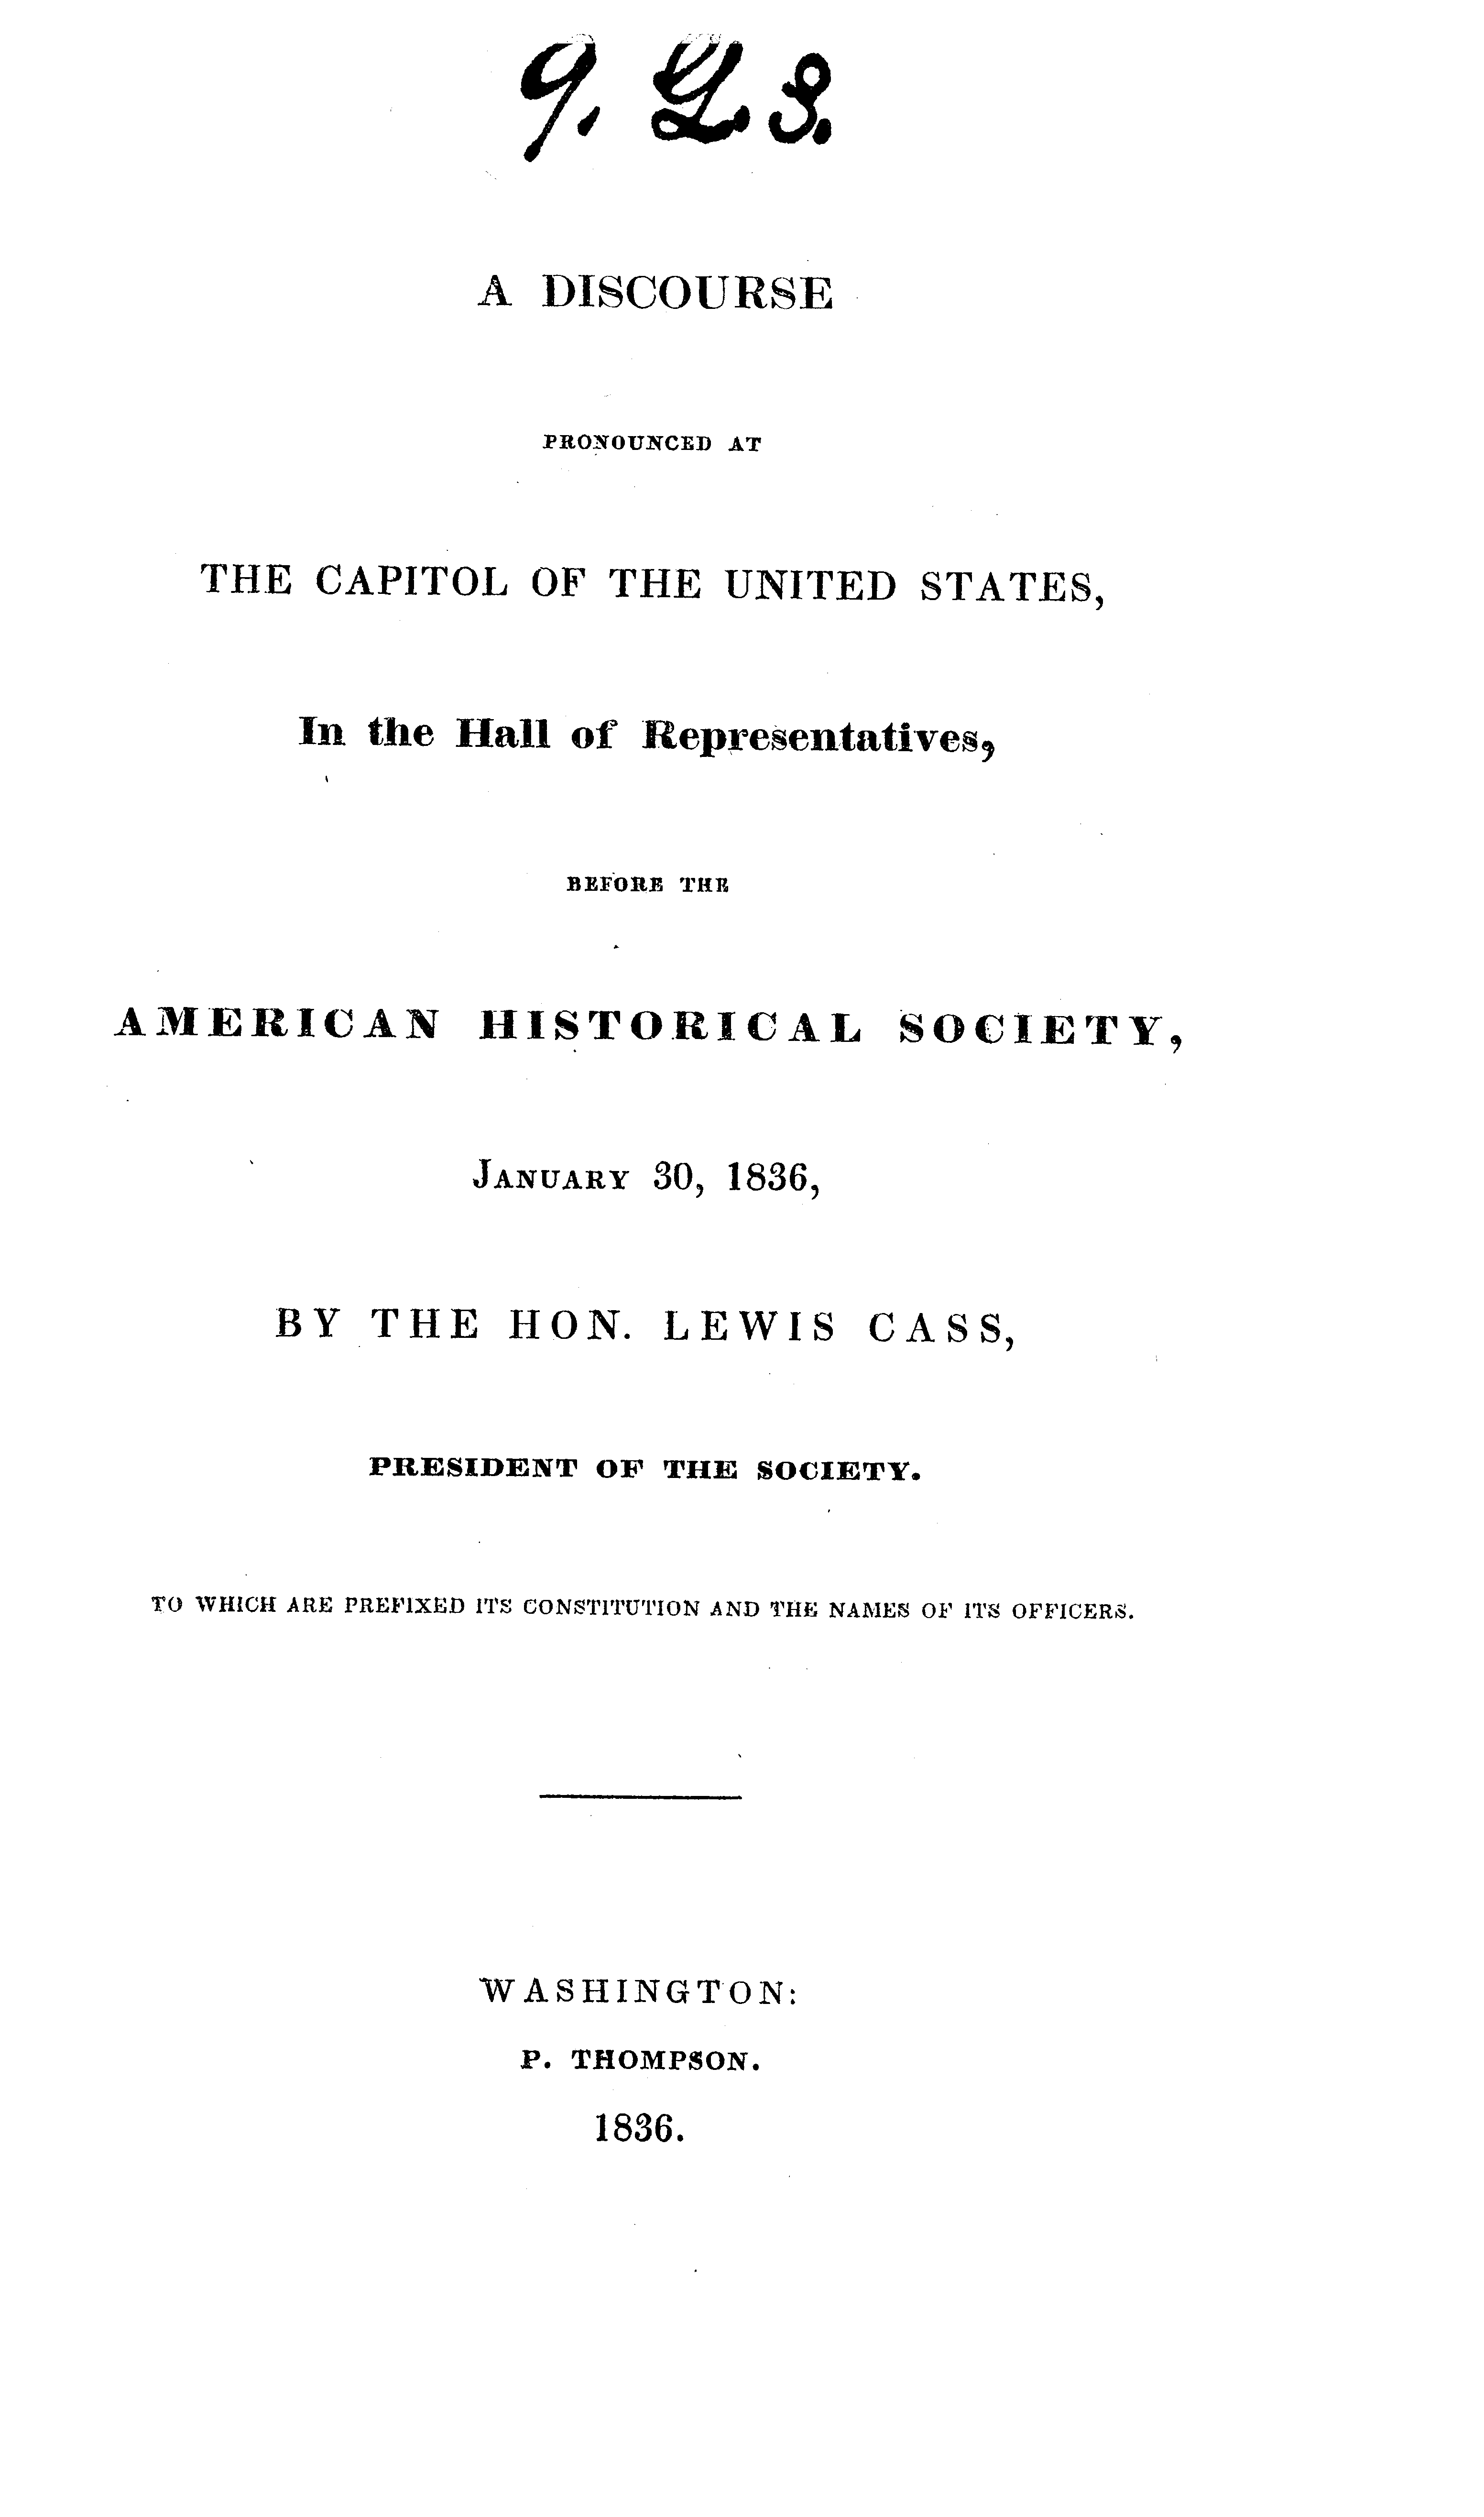 A DISCOURSE
PRONOUNCED AT
THE CAPITOL OF THE UNITED STATES,
In the Hall of Representatives,
BEFORE THE
AMERICAN HISTORICAL SOCIETY,
JANUARY 30, 1836,
BY THE HON. LEWIS CASS,
PRESIDENT OF THE SOCIETY.
TO WHICH ARE PREFIXED ITS CONSTITUTION AND THE NAMES OF ITS OFFICERS.
WASHINGTON:
P. THOMPSON.
1836.